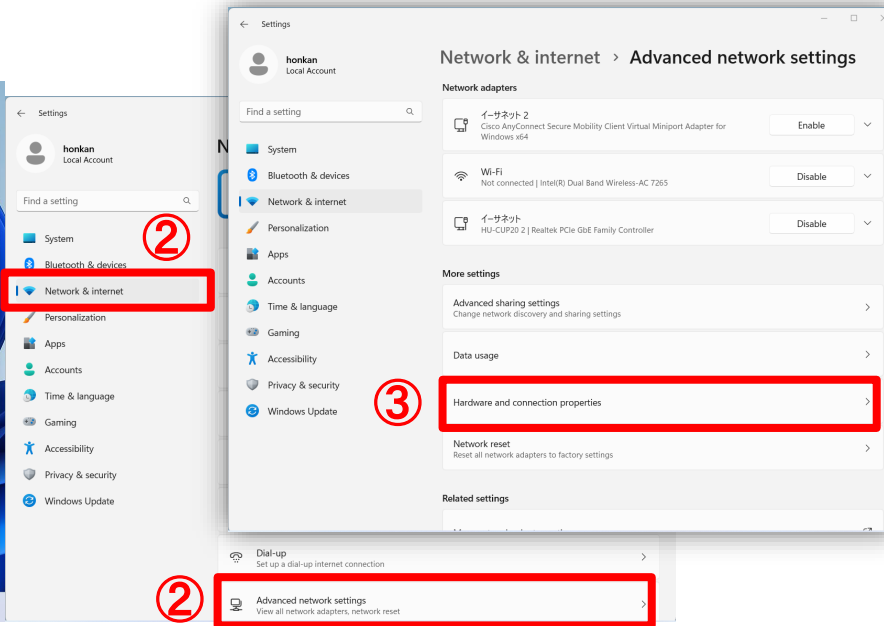 ← Settings
honkan
Local Account
Find a setting
System
Bluetooth & devices
Network & internet
Personalization
Apps
Accounts
Time & language
Gaming
Accessibility
Privacy & security
Windows Update
②
N
Dial-up
Set up a dial-up internet connection
②
Advanced network settings
View all network adapters, network reset
← Settings
honkan
Local Account
Find a setting
System
Bluetooth & devices
Network & internet
Personalization
Apps
Accounts
Time & language
Gaming
Accessibility
Privacy & security
Windows Update
Network & internet › Advanced network settings
Network adapters
イーサネット 2
Cisco AnyConnect Secure Mobility Client Virtual Miniport Adapter for
Windows x64
Enable
Wi-Fi
Not connected | Intel(R) Dual Band Wireless-AC 7265
Disable
イーサネット
HU-CUP20 2 | Realtek PCIe GbE Family Controller
Disable
More settings
Advanced sharing settings
Change network discovery and sharing settings
Data usage
③
Hardware and connection properties
Network reset
Reset all network adapters to factory settings
Related settings